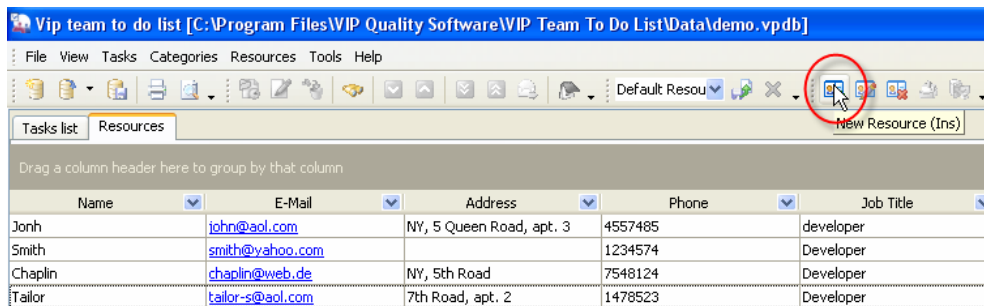 Vip team to do list [C:\Program Files\VIP Quality Software\VIP Team To Do List\Data\demo.vpdb]
File View Tasks Categories Resources Tools Help
Default Resou
New Resource (Ins)
Tasks list Resources
Drag a column header here to group by that column
Name E-Mail Address Phone Job Title
Jonh john@aol.com NY, 5 Queen Road, apt. 3 4557485 developer
Smith smith@yahoo.com 1234574 Developer
Chaplin chaplin@web.de NY, 5th Road 7548124 Developer
Tailor tailor-s@aol.com 7th Road, apt. 2 1478523 Developer